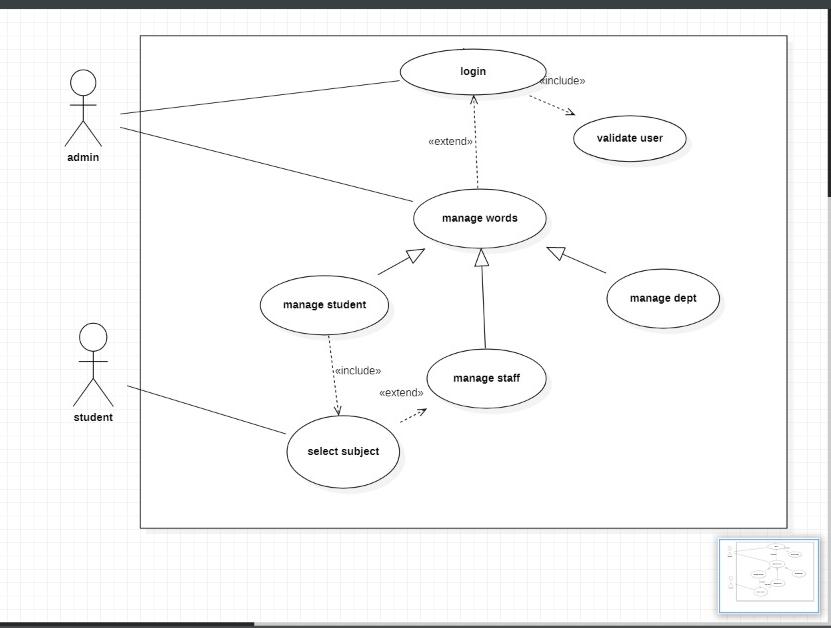 login
«include»
validate user
«extend»
admin
manage words
manage student
manage dept
«include»
manage staff
«extend»
student
select subject